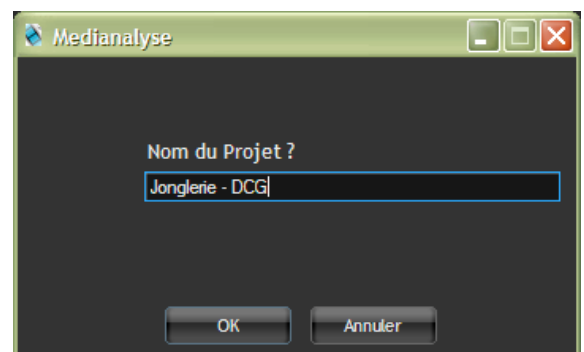 Medianalyse
Nom du Projet ?
Jonglerie - DCG
OK Annuler